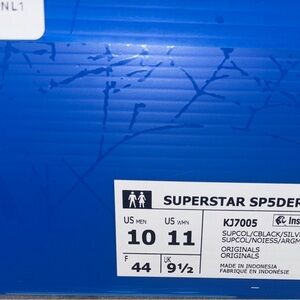 NL1
SUPERSTAR SP5DER
US MEN
10
US WMN
11
KJ7005
SUPCOL/CBLACK/SILV
SUPCOL/NOIESS/ARGM
ORIGINALS
ORIGINALS
F
44
UK
9½
MADE IN INDONESIA
FABRIQUÉ EN INDONÉSIE